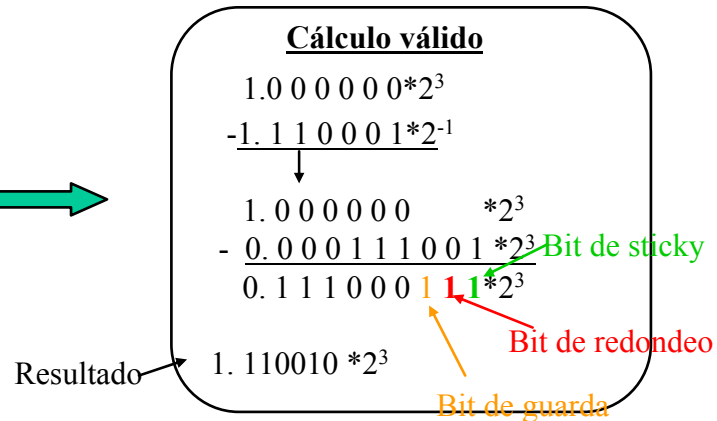 Cálculo válido
1.0 0 0 0 0 0*2³
-1. 1 1 0 0 0 1*2⁻¹
1. 0 0 0 0 0 0 *2³
- 0. 0 0 0 1 1 1 0 0 1 *2³ Bit de sticky
0. 1 1 1 0 0 0 1 1 1*2³
Bit de redondeo
Resultado 1. 110010 *2³
Bit de guarda